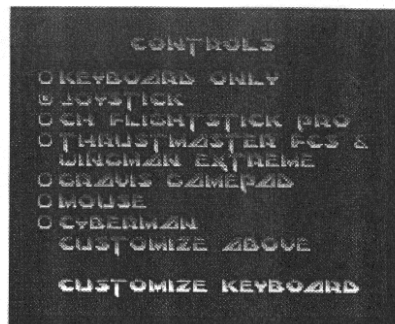 CONTROLS
KEYBOARD ONLY
JOYSTICK
CH FLIGHTSTICK PRO
THRUSTMASTER FCS &
WINGMAN EXTREME
GRAVIS GAMEPAD
MOUSE
CYBERMAN
CUSTOMIZE ABOVE
CUSTOMIZE KEYBOARD